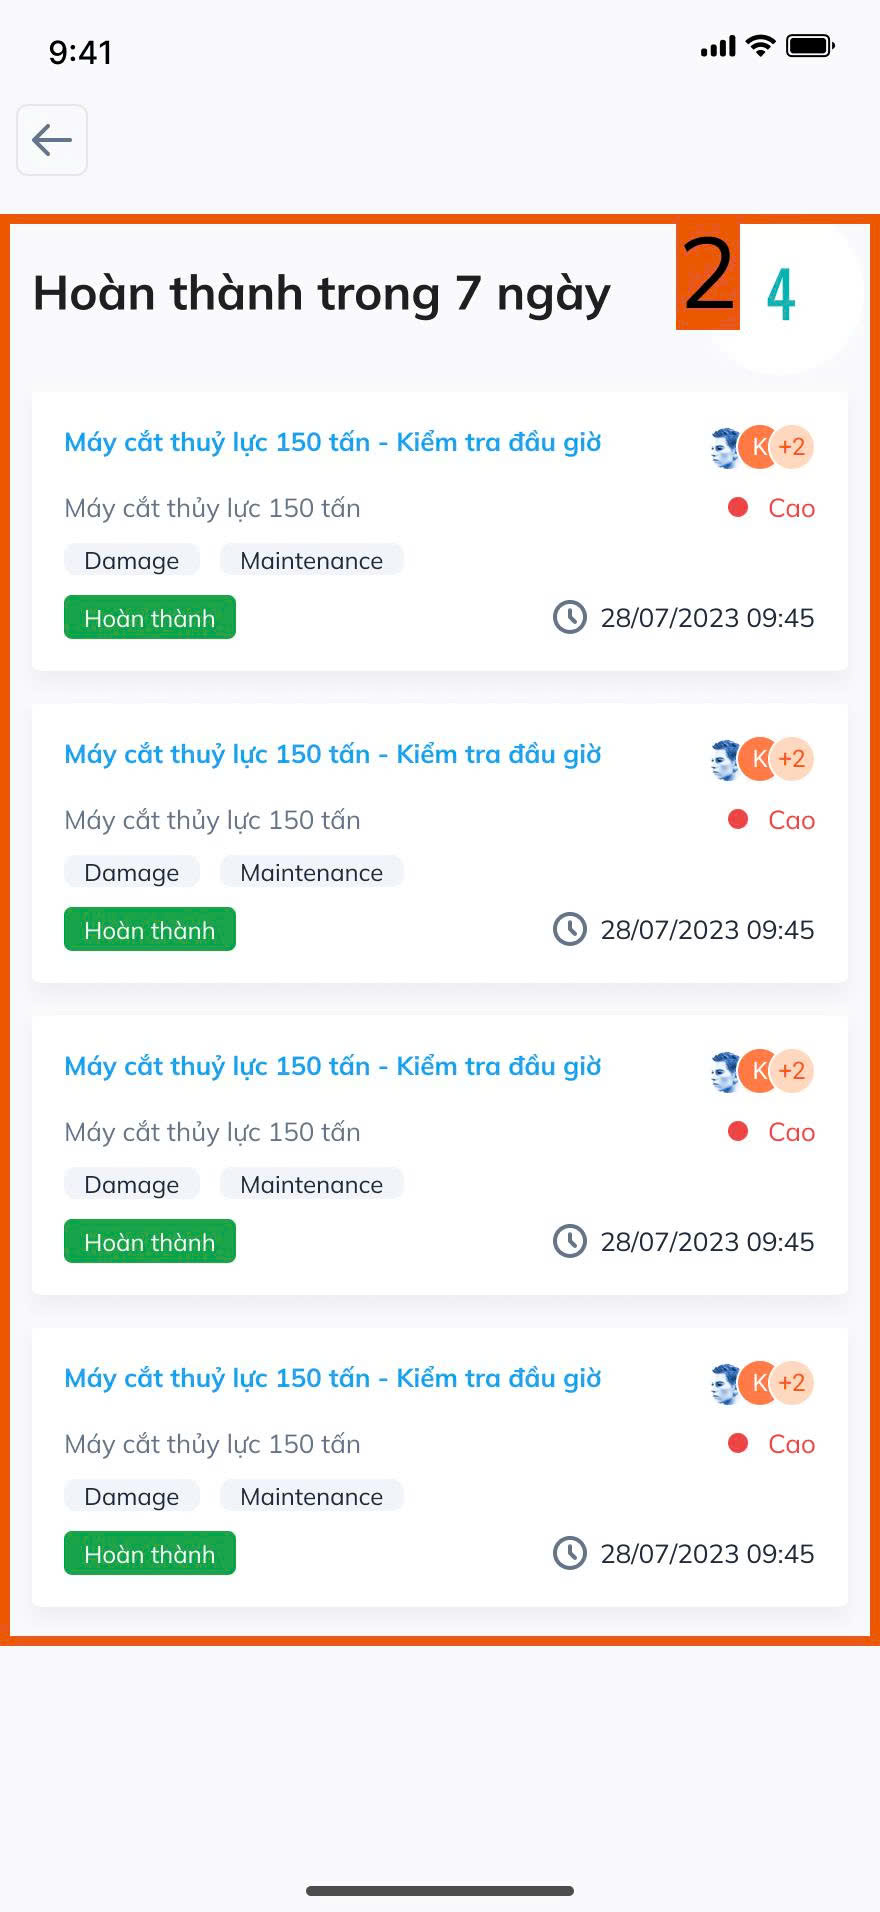 9:41
Hoàn thành trong 7 ngày
2
4
Máy cắt thuỷ lực 150 tấn - Kiểm tra đầu giờ
K +2
Máy cắt thủy lực 150 tấn
Cao
Damage Maintenance
Hoàn thành
28/07/2023 09:45
Máy cắt thuỷ lực 150 tấn - Kiểm tra đầu giờ
K +2
Máy cắt thủy lực 150 tấn
Cao
Damage Maintenance
Hoàn thành
28/07/2023 09:45
Máy cắt thuỷ lực 150 tấn - Kiểm tra đầu giờ
K +2
Máy cắt thủy lực 150 tấn
Cao
Damage Maintenance
Hoàn thành
28/07/2023 09:45
Máy cắt thuỷ lực 150 tấn - Kiểm tra đầu giờ
K +2
Máy cắt thủy lực 150 tấn
Cao
Damage Maintenance
Hoàn thành
28/07/2023 09:45